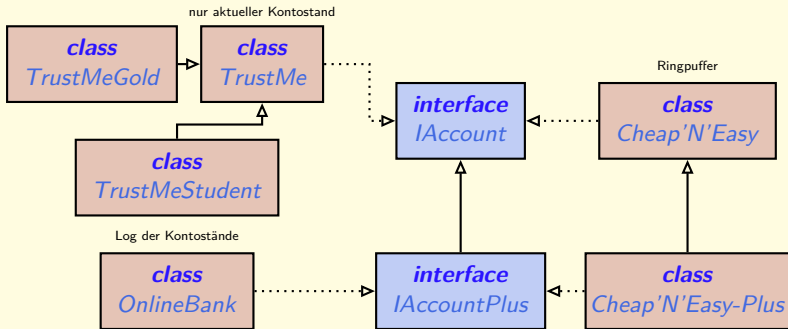 nur aktueller Kontostand
class
TrustMeGold
class
TrustMe
Ringpuffer
interface
IAccount
class
Cheap'N'Easy
class
TrustMeStudent
Log der Kontostände
class
OnlineBank
interface
IAccountPlus
class
Cheap'N'Easy-Plus